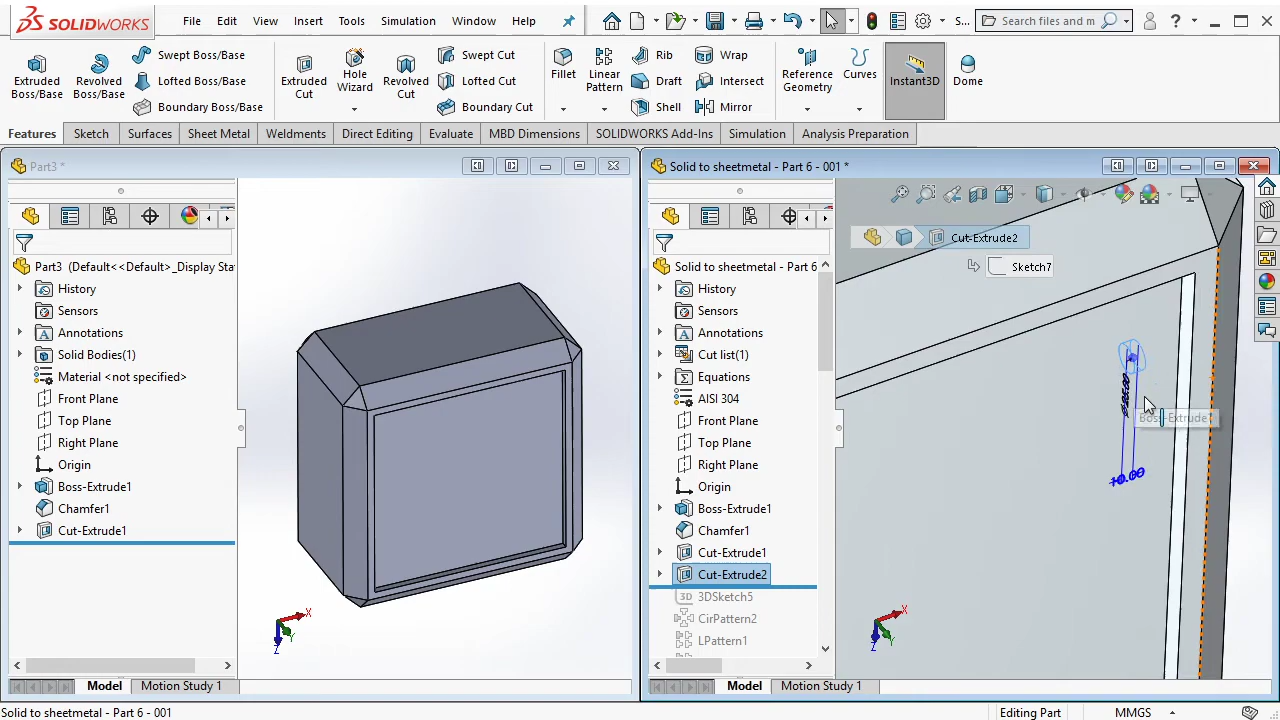 SOLIDWORKS
File Edit View Insert Tools Simulation Window Help
S... Search files and m
Extruded Boss/Base
Revolved Boss/Base
Swept Boss/Base
Lofted Boss/Base
Boundary Boss/Base
Extruded Cut
Hole Wizard
Revolved Cut
Swept Cut
Lofted Cut
Boundary Cut
Fillet
Linear Pattern
Rib
Draft
Shell
Wrap
Intersect
Mirror
Reference Geometry
Curves
Instant3D
Dome
Features Sketch Surfaces Sheet Metal Weldments Direct Editing Evaluate MBD Dimensions SOLIDWORKS Add-Ins Simulation Analysis Preparation
Part3 *
Part3 (Default<<Default>_Display Sta
History
Sensors
Annotations
Solid Bodies(1)
Material <not specified>
Front Plane
Top Plane
Right Plane
Origin
Boss-Extrude1
Chamfer1
Cut-Extrude1
X
Y
Z
Model Motion Study 1
Solid to sheetmetal - Part 6 - 001 *
Solid to sheetmetal - Part 6
History
Sensors
Annotations
Cut list(1)
Equations
AISI 304
Front Plane
Top Plane
Right Plane
Origin
Boss-Extrude1
Chamfer1
Cut-Extrude1
Cut-Extrude2
3DSketch5
CirPattern2
LPattern1
Cut-Extrude2
Sketch7
Boss-Extrude1
10.00
X
Y
Z
Model Motion Study 1
Solid to sheetmetal - Part 6 - 001
Editing Part MMGS